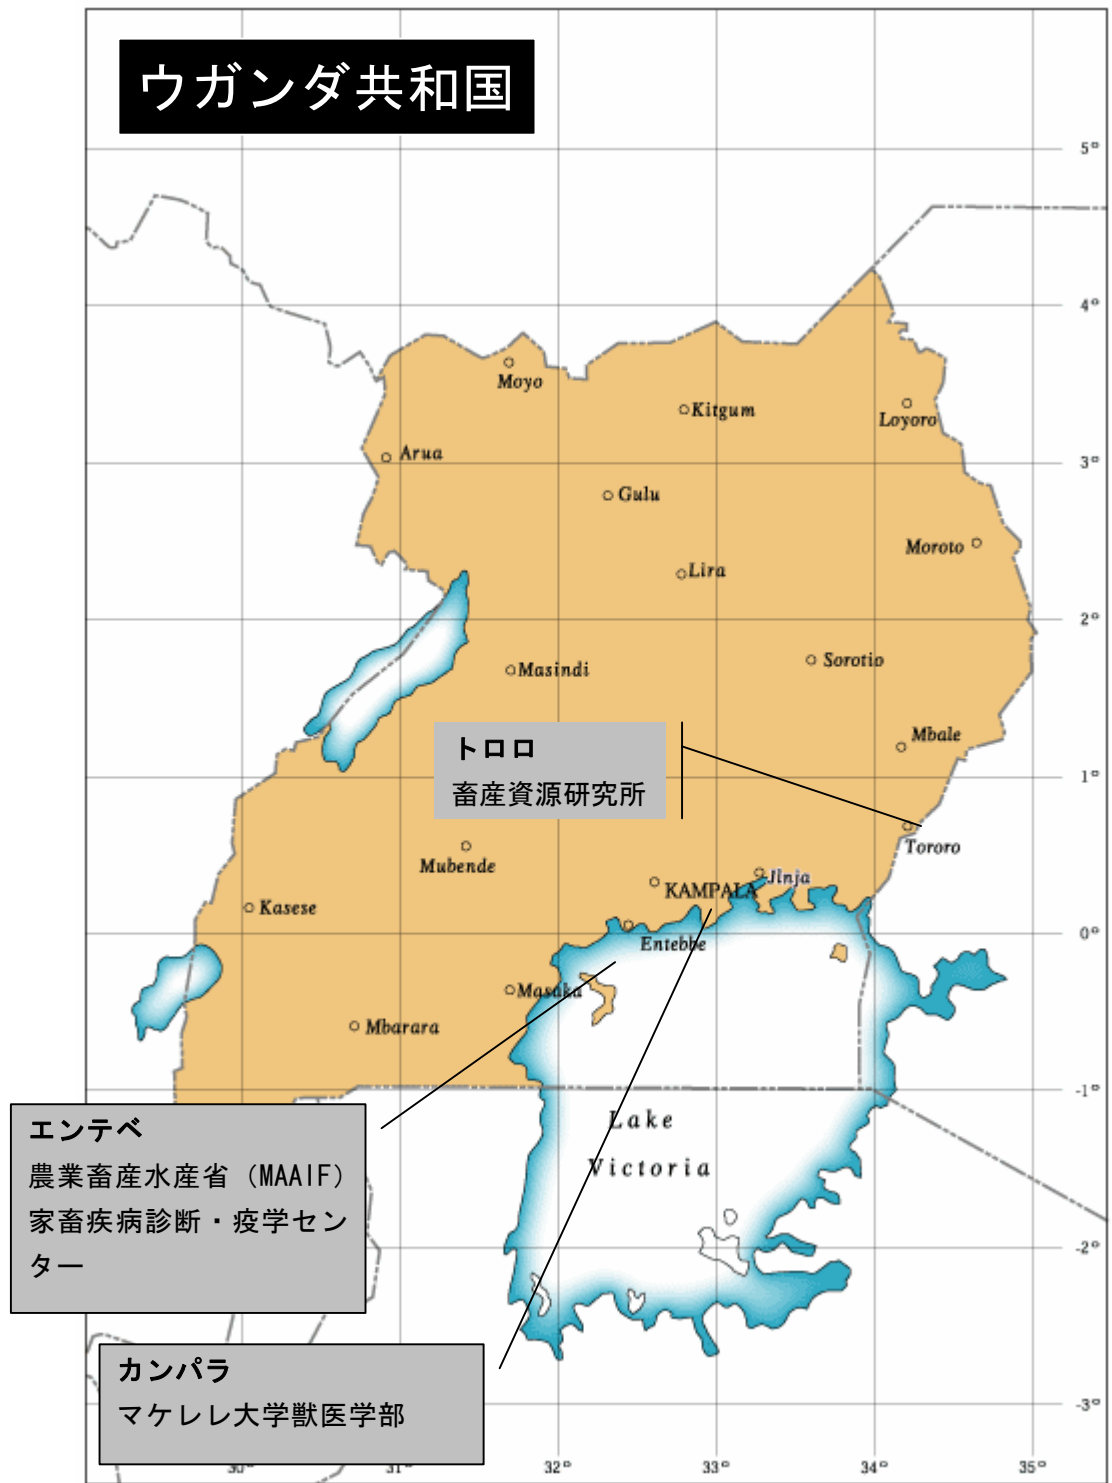 ウガンダ共和国
5°
4°
Moyo
Kitgum
Loyoro
Arua
3°
Gulu
Moroto
Lira
2°
Sorotio
Masindi
Mbale
トロロ
畜産資源研究所
1°
Tororo
Mubende
Jinja
KAMPALA
Kasese
0°
Entebbe
Masaka
Mbarara
-1°
Lake
Victoria
エンテベ
農業畜産水産省（MAAIF）
家畜疾病診断・疫学セン
ター
-2°
カンパラ
マケレレ大学獣医学部
-3°
30° 31° 32° 33° 34° 35°